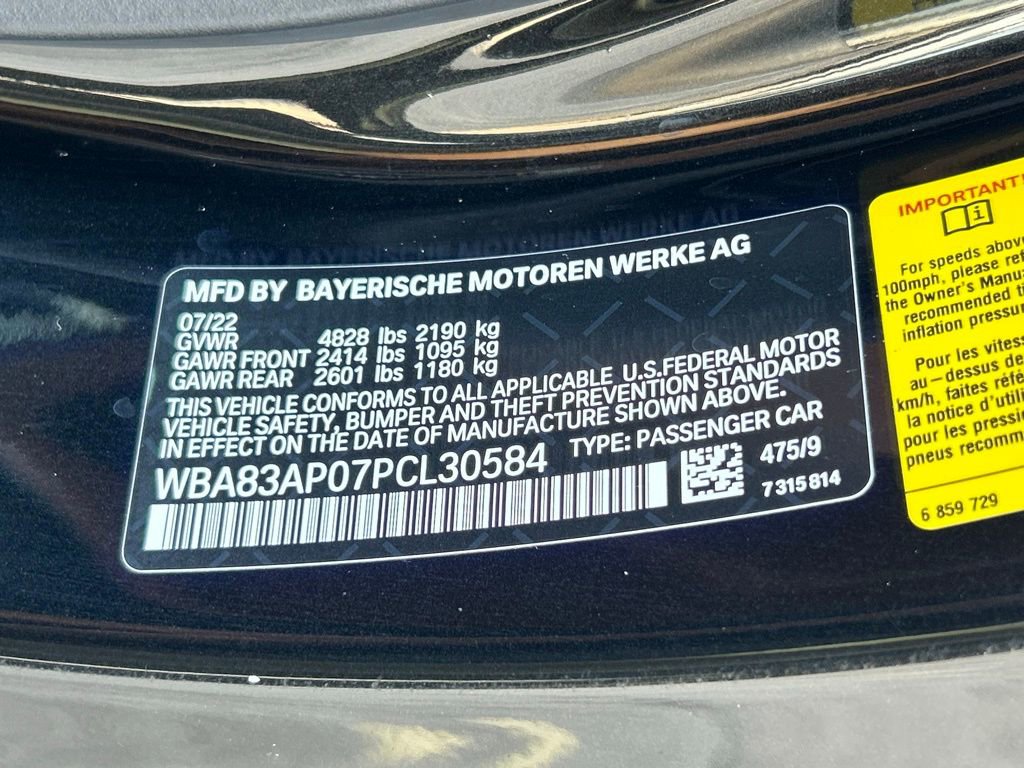 MFD BY BAYERISCHE MOTOREN WERKE AG
07/22
GVWR 4828 lbs 2190 kg
GAWR FRONT 2414 lbs 1095 kg
GAWR REAR 2601 lbs 1180 kg
THIS VEHICLE CONFORMS TO ALL APPLICABLE U.S.FEDERAL MOTOR
VEHICLE SAFETY, BUMPER AND THEFT PREVENTION STANDARDS
IN EFFECT ON THE DATE OF MANUFACTURE SHOWN ABOVE.
WBA83AP07PCL30584 TYPE: PASSENGER CAR
475/9
7 315 814
IMPORTANT
For speeds above
100mph, please
the Owner's
recommended
inflation
Pour les
au-dessus de
km/h, faites
la notice
pour les
pneus
6 859 729